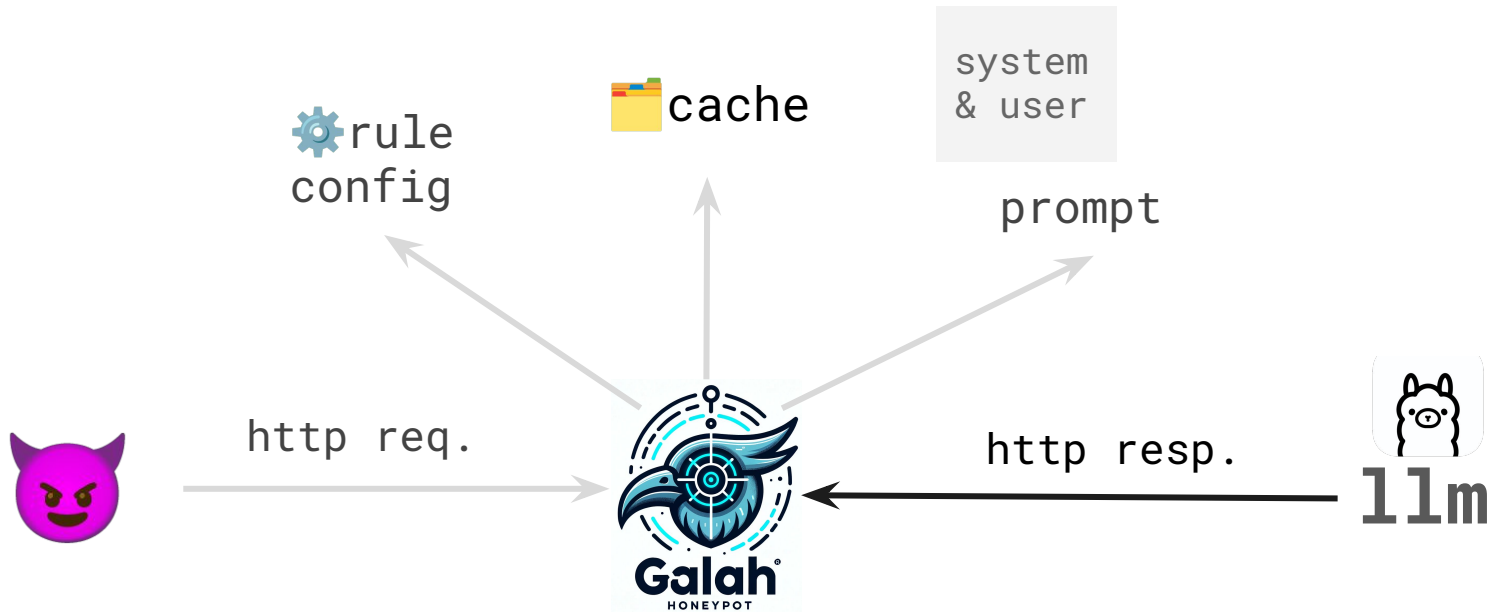 system
& user
cache
rule
config
prompt
http req.
http resp.
llm
Galah®
HONEYPOT